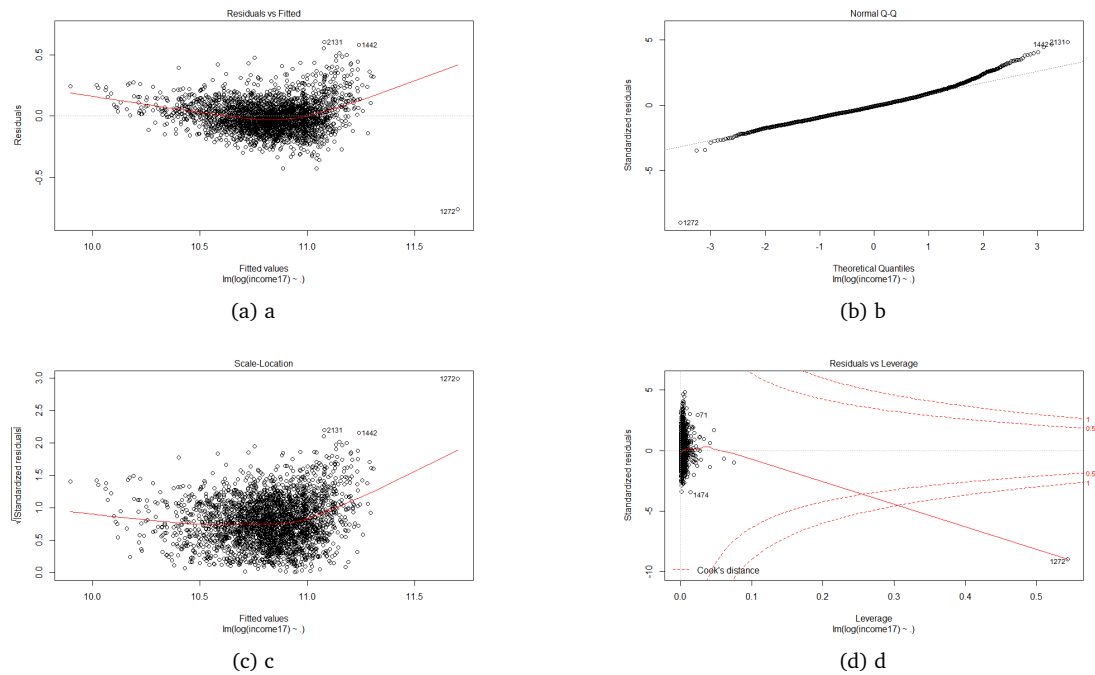 Residuals vs Fitted
Residuals
0.5
0.0
-0.5
2131
1442
1272
10.0 10.5 11.0 11.5
Fitted values
lm(log(income17) ~ .)
(a) a
Normal Q-Q
Standardized residuals
5
0
-5
1442 2131
1272
-3 -2 -1 0 1 2 3
Theoretical Quantiles
lm(log(income17) ~ .)
(b) b
Scale-Location
√|Standardized residuals|
3.0
2.5
2.0
1.5
1.0
0.5
0.0
1272
2131
1442
10.0 10.5 11.0 11.5
Fitted values
lm(log(income17) ~ .)
(c) c
Residuals vs Leverage
Standardized residuals
5
0
-5
-10
71
1474
1272
1
0.5
0.5
1
Cook's distance
0.0 0.1 0.2 0.3 0.4 0.5
Leverage
lm(log(income17) ~ .)
(d) d